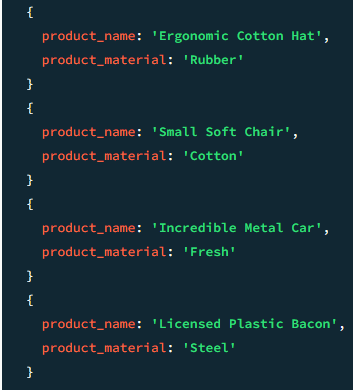 {
product_name: 'Ergonomic Cotton Hat',
product_material: 'Rubber'
}
{
product_name: 'Small Soft Chair',
product_material: 'Cotton'
}
{
product_name: 'Incredible Metal Car',
product_material: 'Fresh'
}
{
product_name: 'Licensed Plastic Bacon',
product_material: 'Steel'
}